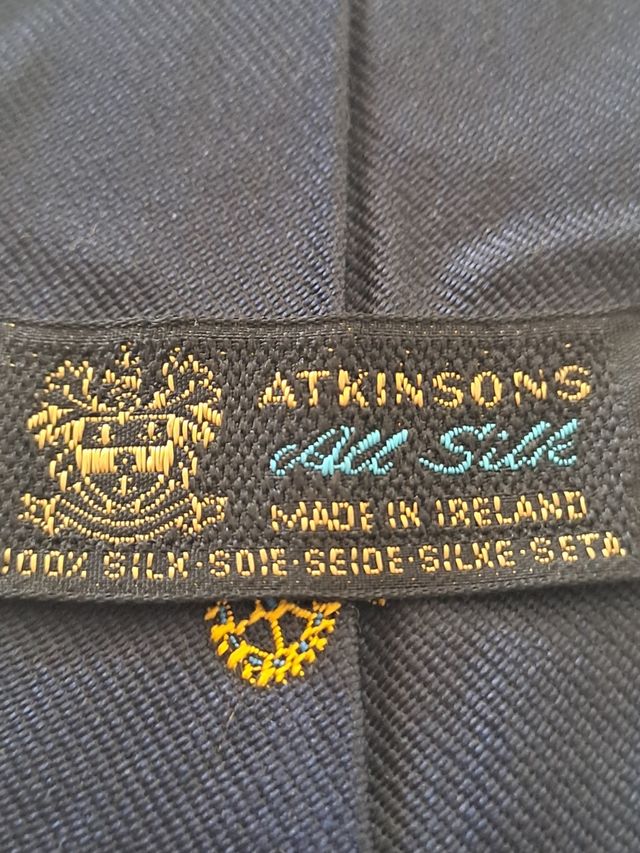 ATKINSONS
All Silk
MADE IN IRELAND
100% SILK·SOIE·SEIDE·SILKE·SETA